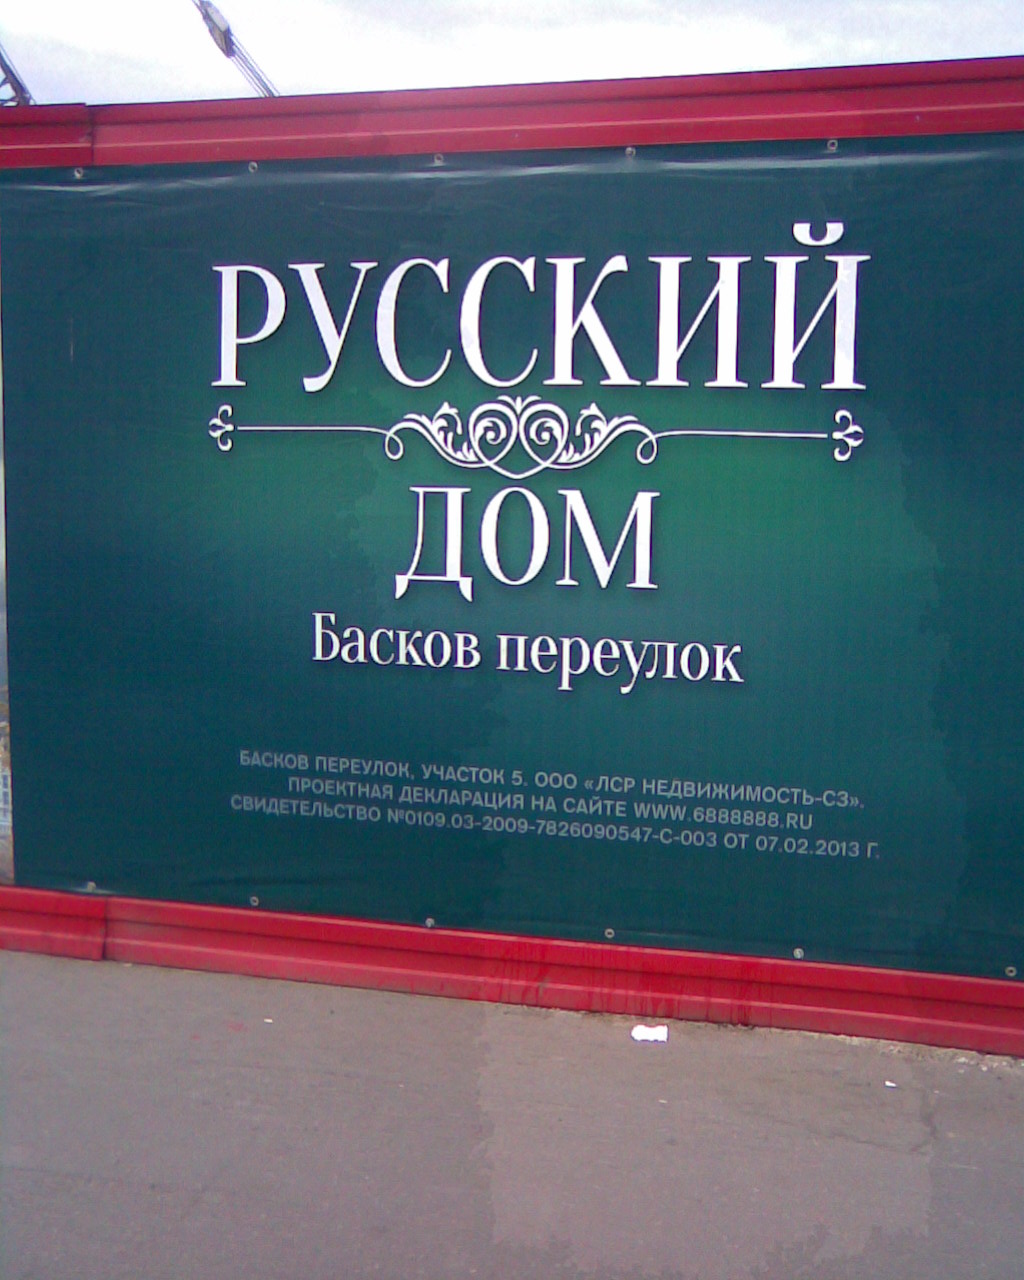 РУССКИЙ
ДОМ
Басков переулок
БАСКОВ ПЕРЕУЛОК, УЧАСТОК 5. ООО «ЛСР НЕДВИЖИМОСТЬ-СЗ».
ПРОЕКТНАЯ ДЕКЛАРАЦИЯ НА САЙТЕ WWW.6888888.RU
СВИДЕТЕЛЬСТВО №0109.03-2009-7826090547-С-003 ОТ 07.02.2013 Г.